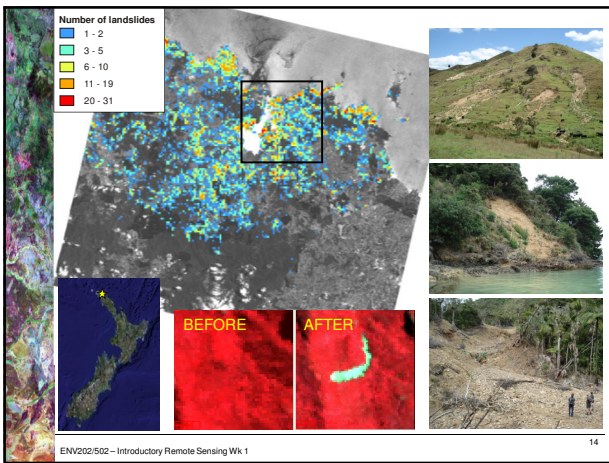 Number of landslides
1 - 2
3 - 5
6 - 10
11 - 19
20 - 31
BEFORE
AFTER
14
ENV202/502 – Introductory Remote Sensing Wk 1